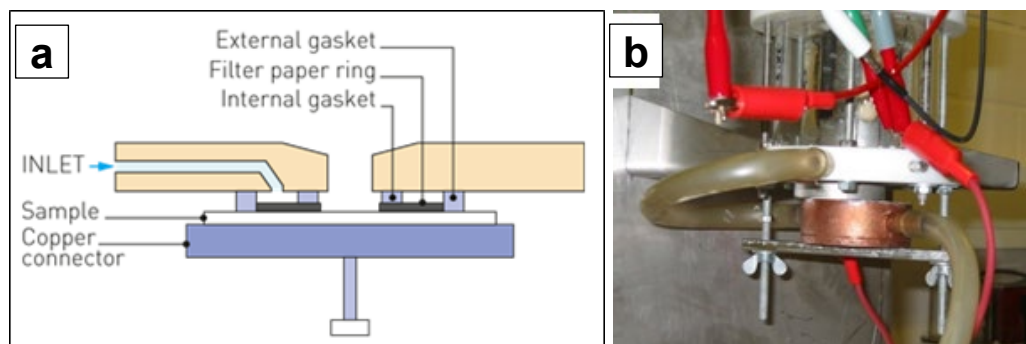 a
External gasket
Filter paper ring
Internal gasket
INLET
Sample
Copper
connector
b